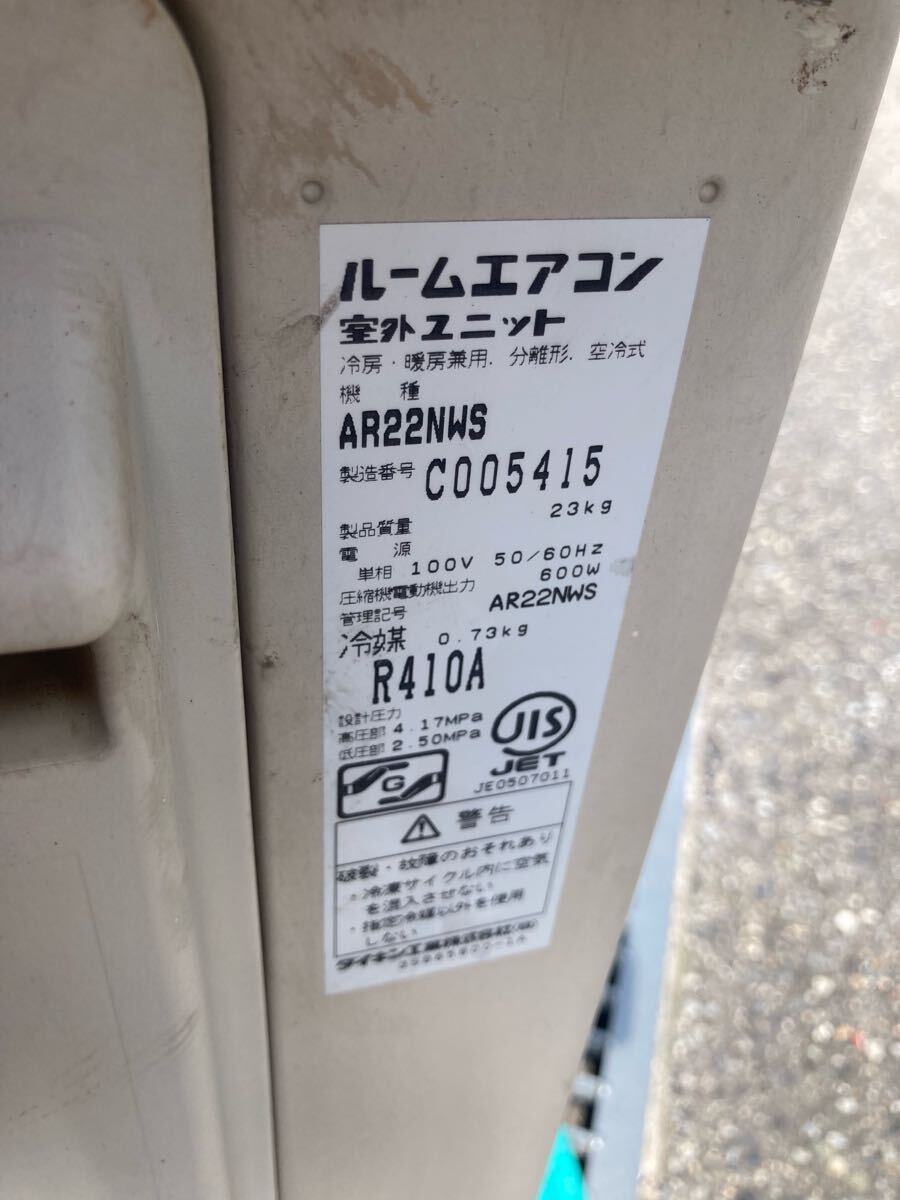 ルームエアコン
室外ユニット
冷房・暖房兼用. 分離形. 空冷式
機種
AR22NWS
製造番号 C005415
製品質量 23kg
電源 単相 100V 50/60Hz
圧縮機電動機出力 600W
管理記号 AR22NWS
冷媒 0.73kg
R410A
設計圧力
高圧部 4.17MPa
低圧部 2.50MPa
JIS
JET
JE0507011
G
警告
破裂・故障のおそれあり
・冷凍サイクル内に空気
を混入させない
・指定冷媒以外を使用
しない
ダイキン工業株式会社